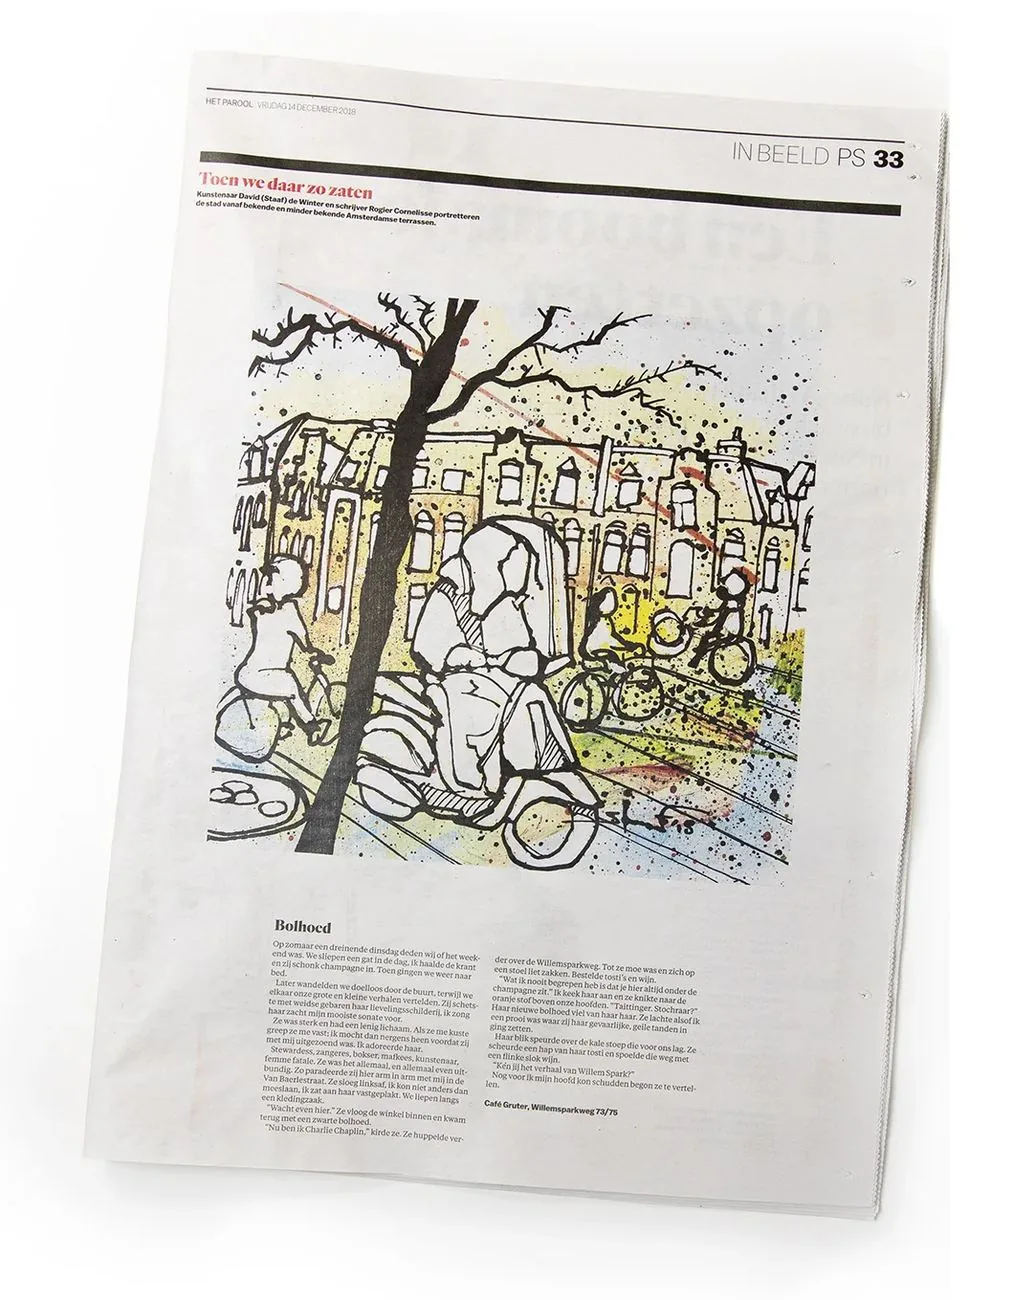 HET PAROOL VRIJDAG 14 DECEMBER 2018
IN BEELD PS 33
Toen we daar zo zaten
Kunstenaar David (Staaf) de Winter en schrijver Rogier Cornelisse portretteren
de stad vanaf bekende en minder bekende Amsterdamse terrassen.
Bolhoed
Op zomaar een dreinende dinsdag deden wij of het week-
end was. We sliepen een gat in de dag, ik haalde de krant
en zij schonk champagne in. Toen gingen we weer naar
bed.
Later wandelden we doelloos door de buurt, terwijl we
elkaar onze grote en kleine verhalen vertelden. Zij schets-
te met weidse gebaren haar lievelingsschilderij, ik zong
haar zacht mijn mooiste sonate voor.
Ze was sterk en had een lenig lichaam. Als ze me kuste
greep ze me vast; ik mocht dan nergens heen voordat zij
met mij uitgezoend was. Ik adoreerde haar.
Stewardess, zangeres, bokser, mafkees, kunstenaar,
femme fatale. Ze was het allemaal, en allemaal even uit-
bundig. Zo paradeerde zij hier arm in arm met mij in de
Van Baerlestraat. Ze sloeg linksaf, ik kon niet anders dan
meeslaan, ik zat aan haar vastgeplakt. We liepen langs
een kledingzaak.
"Wacht even hier." Ze vloog de winkel binnen en kwam
terug met een zwarte bolhoed.
"Nu ben ik Charlie Chaplin," kirde ze. Ze huppelde ver-
der over de Willemsparkweg. Tot ze moe was en zich op
een stoel liet zakken. Bestelde tosti's en wijn.
"Wat ik nooit begrepen heb is dat je hier altijd onder de
champagne zit." Ik keek haar aan en ze knikte naar de
oranje stof boven onze hoofden. "Taittinger. Stochraar?"
Haar nieuwe bolhoed viel van haar haar. Ze lachte alsof ik
een prooi was waar zij haar gevaarlijke, geile tanden in
ging zetten.
Haar blik speurde over de kale stoep die voor ons lag. Ze
scheurde een hap van haar tosti en spoelde die weg met
een flinke slok wijn.
"Kén jij het verhaal van Willem Spark?"
Nog voor ik mijn hoofd kon schudden begon ze te vertel-
len.
Café Gruter, Willemsparkweg 73/75